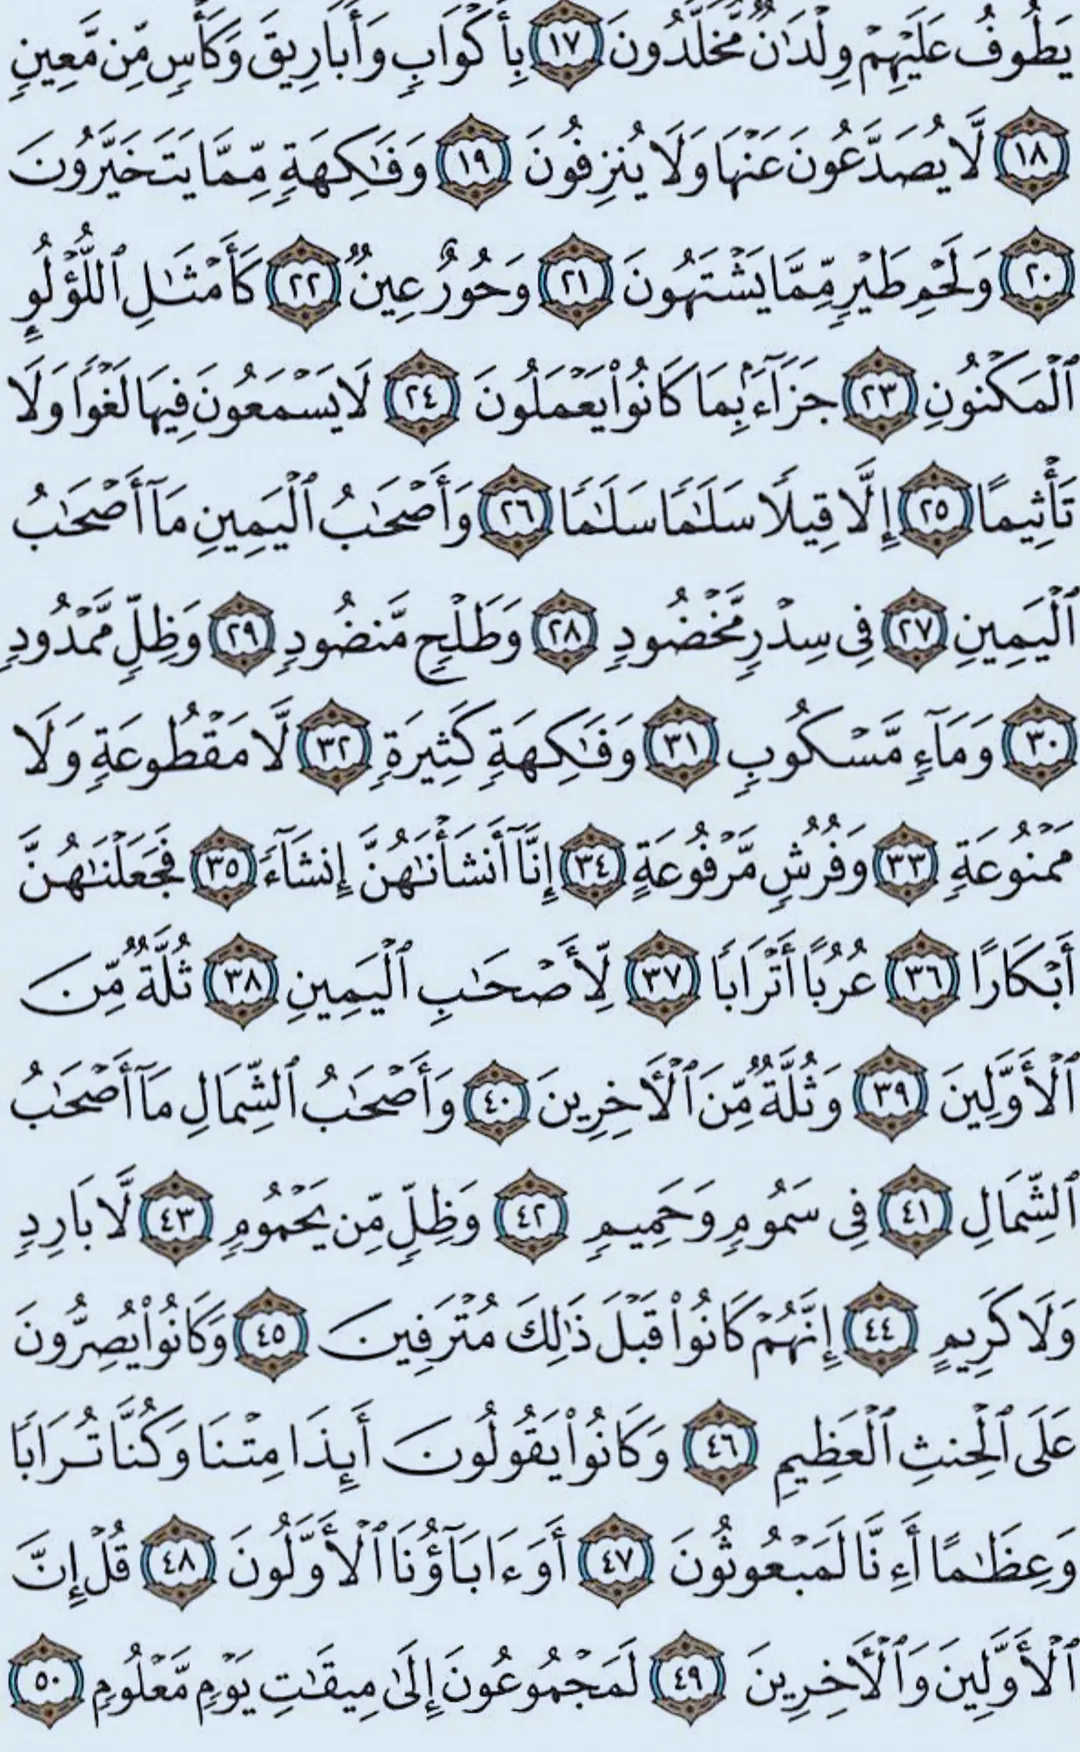 يَطُوفُ عَلَيۡهِمۡ وِلۡدَٰنٞ مُّخَلَّدُونَ ١٧ بِأَكۡوَابٖ وَأَبَارِيقَ وَكَأۡسٖ مِّن مَّعِينٖ
١٨ لَّا يُصَدَّعُونَ عَنۡهَا وَلَا يُنزِفُونَ ١٩ وَفَٰكِهَةٖ مِّمَّا يَتَخَيَّرُونَ
٢٠ وَلَحۡمِ طَيۡرٖ مِّمَّا يَشۡتَهُونَ ٢١ وَحُورٌ عِينٞ ٢٢ كَأَمۡثَٰلِ ٱللُّؤۡلُوِٕ
ٱلۡمَكۡنُونِ ٢٣ جَزَآءَۢ بِمَا كَانُواْ يَعۡمَلُونَ ٢٤ لَا يَسۡمَعُونَ فِيهَا لَغۡوٗا وَلَا
تَأۡثِيمًا ٢٥ إِلَّا قِيلٗا سَلَٰمٗا سَلَٰمٗا ٢٦ وَأَصۡحَٰبُ ٱلۡيَمِينِ مَآ أَصۡحَٰبُ
ٱلۡيَمِينِ ٢٧ فِي سِدۡرٖ مَّخۡضُودٖ ٢٨ وَطَلۡحٖ مَّنضُودٖ ٢٩ وَظِلّٖ مَّمۡدُودٖ
٣٠ وَمَآءٖ مَّسۡكُوبٖ ٣١ وَفَٰكِهَةٖ كَثِيرَةٖ ٣٢ لَّا مَقۡطُوعَةٖ وَلَا
مَمۡنُوعَةٖ ٣٣ وَفُرُشٖ مَّرۡفُوعَةٍ ٣٤ إِنَّآ أَنشَأۡنَٰهُنَّ إِنشَآءٗ ٣٥ فَجَعَلۡنَٰهُنَّ
أَبۡكَارًا ٣٦ عُرُبًا أَتۡرَابٗا ٣٧ لِّأَصۡحَٰبِ ٱلۡيَمِينِ ٣٨ ثُلَّةٞ مِّنَ
ٱلۡأَوَّلِينَ ٣٩ وَثُلَّةٞ مِّنَ ٱلۡأٓخِرِينَ ٤٠ وَأَصۡحَٰبُ ٱلشِّمَالِ مَآ أَصۡحَٰبُ
ٱلشِّمَالِ ٤١ فِي سَمُومٖ وَحَمِيمٖ ٤٢ وَظِلّٖ مِّن يَحۡمُومٖ ٤٣ لَّا بَارِدٖ
وَلَا كَرِيمٍ ٤٤ إِنَّهُمۡ كَانُواْ قَبۡلَ ذَٰلِكَ مُتۡرَفِينَ ٤٥ وَكَانُواْ يُصِرُّونَ
عَلَى ٱلۡحِنثِ ٱلۡعَظِيمِ ٤٦ وَكَانُواْ يَقُولُونَ أَئِذَا مِتۡنَا وَكُنَّا تُرَابٗا
وَعِظَٰمًا أَءِنَّا لَمَبۡعُوثُونَ ٤٧ أَوَءَابَآؤُنَا ٱلۡأَوَّلُونَ ٤٨ قُلۡ إِنَّ
ٱلۡأَوَّلِينَ وَٱلۡأٓخِرِينَ ٤٩ لَمَجۡمُوعُونَ إِلَىٰ مِيقَٰتِ يَوۡمٖ مَّعۡلُومٖ ٥٠